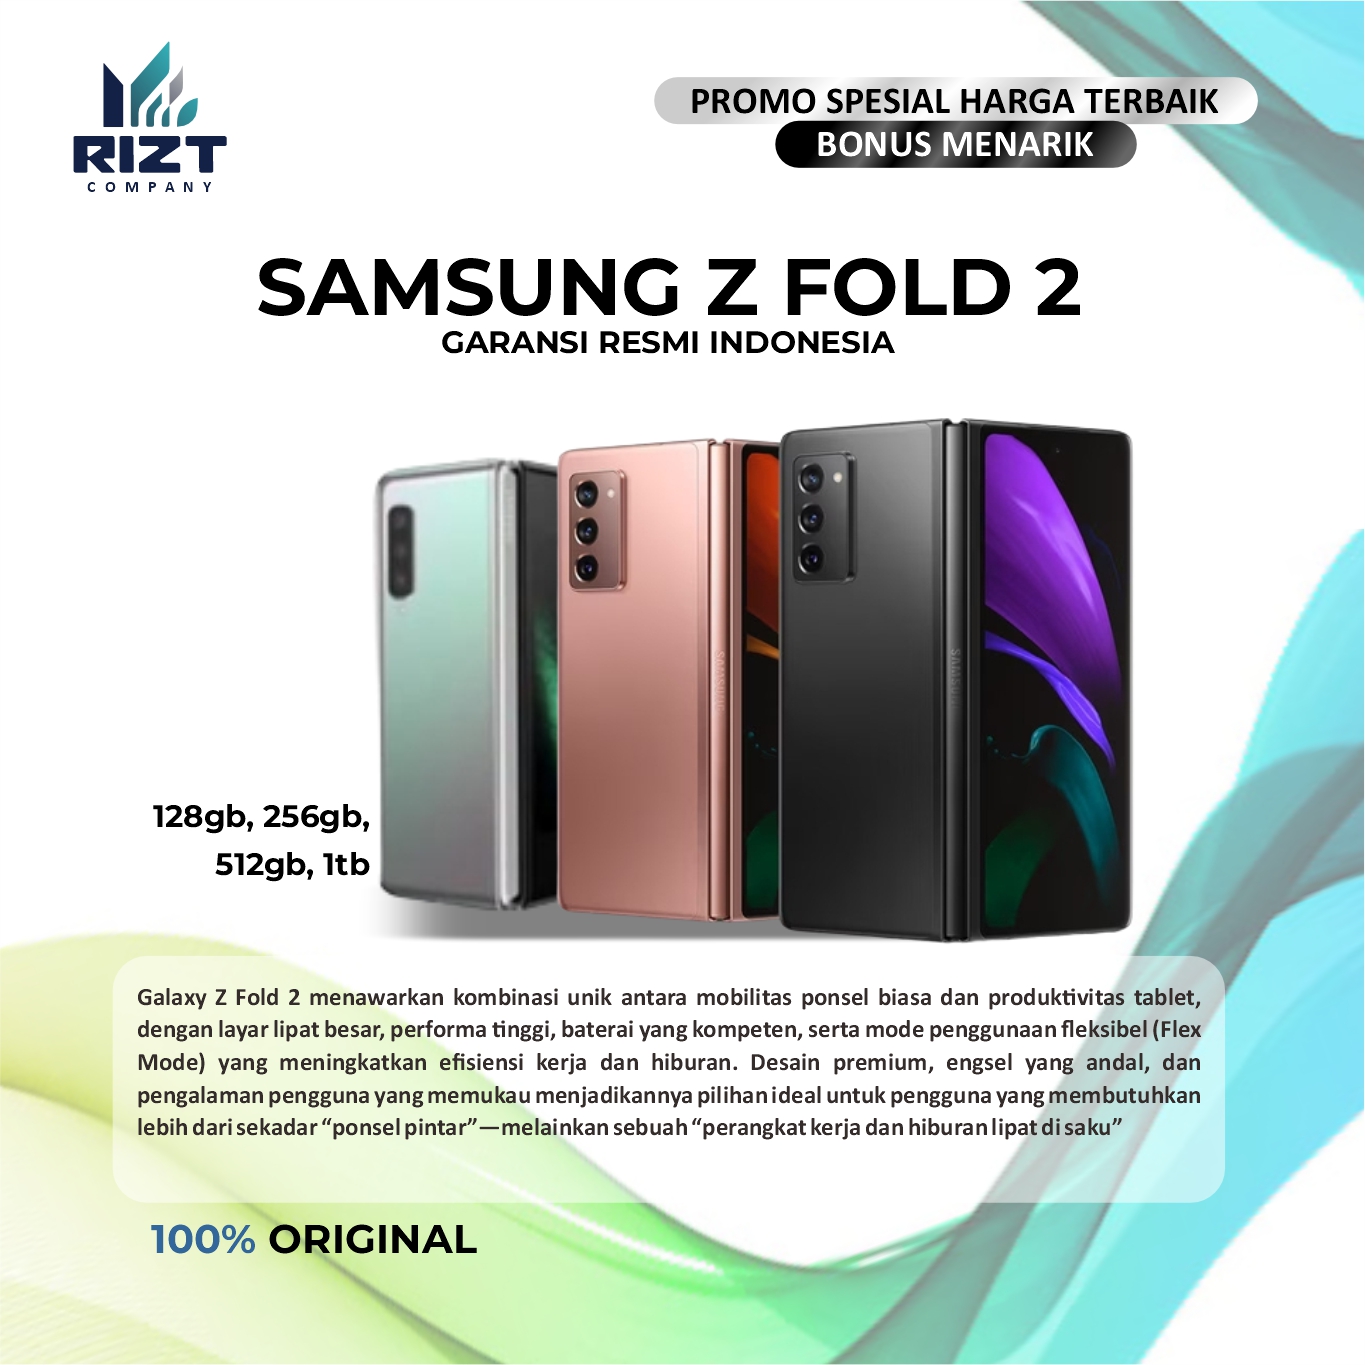 RIZT
COMPANY
PROMO SPESIAL HARGA TERBAIK
BONUS MENARIK
SAMSUNG Z FOLD 2
GARANSI RESMI INDONESIA
SAMSUNG
SAMSUNG
128gb, 256gb,
512gb, 1tb
Galaxy Z Fold 2 menawarkan kombinasi unik antara mobilitas ponsel biasa dan produktivitas tablet,
dengan layar lipat besar, performa tinggi, baterai yang kompeten, serta mode penggunaan fleksibel (Flex
Mode) yang meningkatkan efisiensi kerja dan hiburan. Desain premium, engsel yang andal, dan
pengalaman pengguna yang memukau menjadikannya pilihan ideal untuk pengguna yang membutuhkan
lebih dari sekadar “ponsel pintar”—melainkan sebuah “perangkat kerja dan hiburan lipat di saku”
100% ORIGINAL